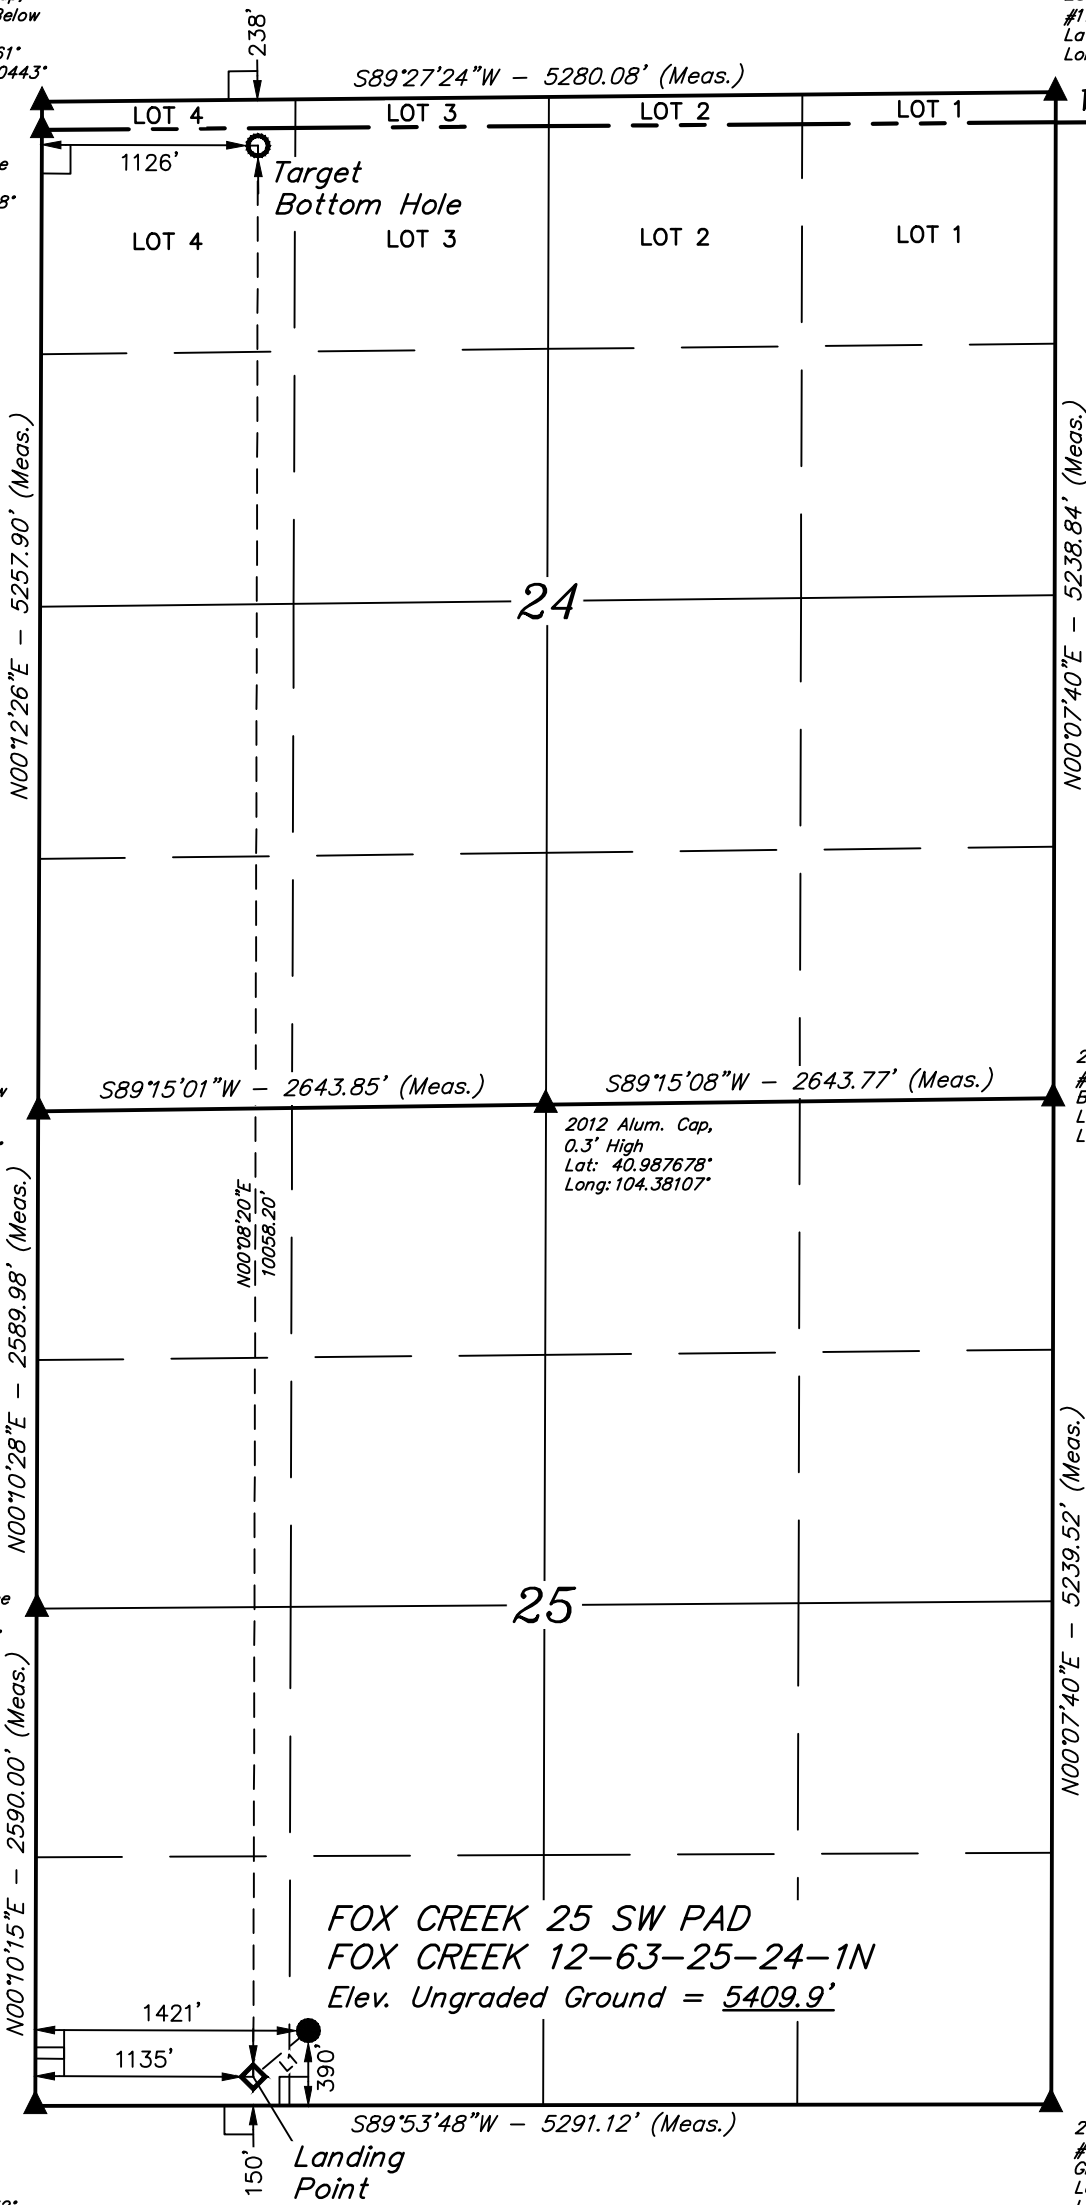 Below
238'
#1
61°
0443°
S89°27'24"W - 5280.08' (Meas.)
LOT 4
LOT 3
LOT 2
LOT 1
1126'
Target
Bottom Hole
8°
LOT 4
LOT 3
LOT 2
LOT 1
N00°12'26"E - 5257.90' (Meas.)
N00°07'40"E - 5238.84' (Meas.)
24
S89°15'01"W - 2643.85' (Meas.)
S89°15'08"W - 2643.77' (Meas.)
2012 Alum. Cap,
0.3' High
Lat: 40.987678°
Long: 104.38107°
N00°08'20"E
10058.20'
N00°10'28"E - 2589.98' (Meas.)
25
N00°07'40"E - 5239.52' (Meas.)
N00°10'15"E - 2590.00' (Meas.)
FOX CREEK 25 SW PAD
FOX CREEK 12-63-25-24-1N
Elev. Ungraded Ground = 5409.9'
1421'
1135'
L1
390'
S89°53'48"W - 5291.12' (Meas.)
150'
Landing
Point